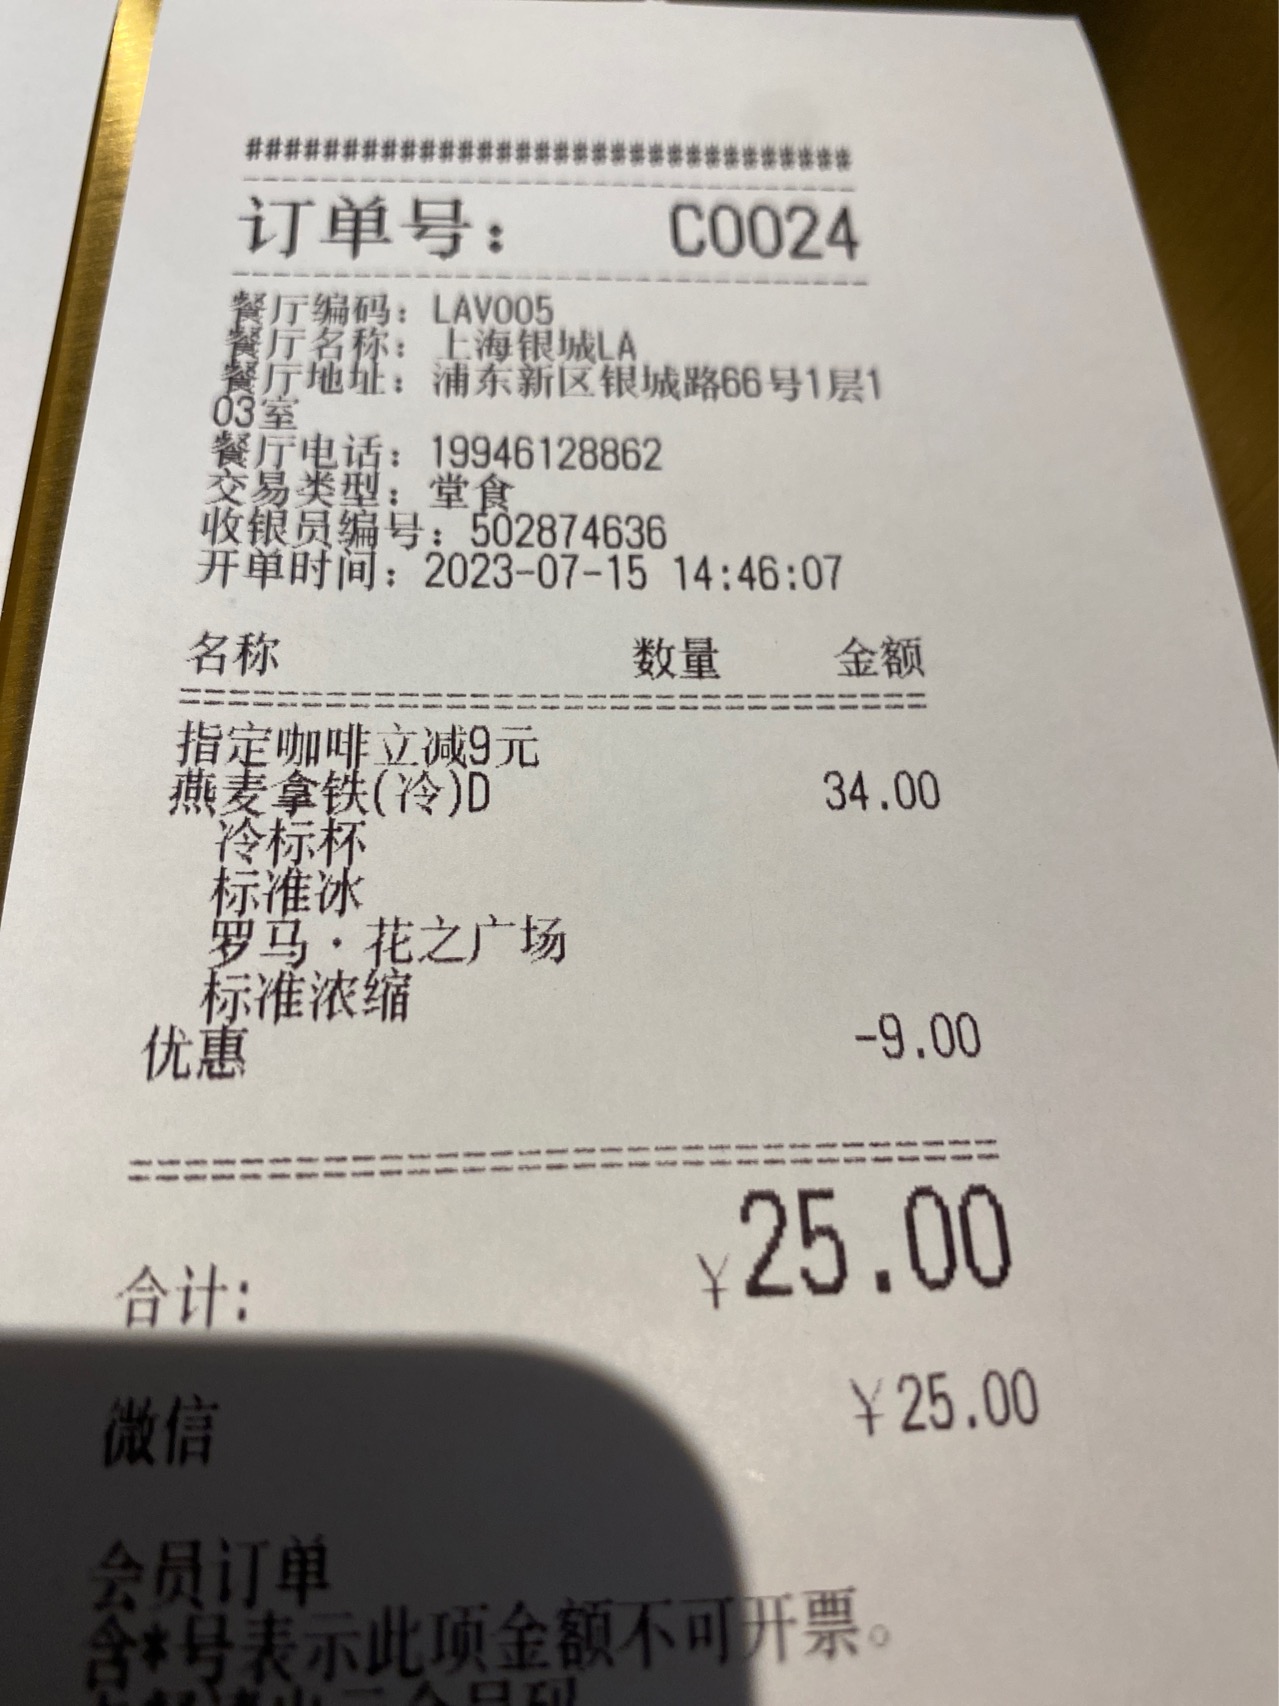 ################################
订单号： C0024
餐厅编码：LAV005
餐厅名称：上海银城LA
餐厅地址：浦东新区银城路66号1层1
03室
餐厅电话：19946128862
交易类型：堂食
收银员编号：502874636
开单时间：2023-07-15 14:46:07
名称 数量 金额
指定咖啡立减9元
燕麦拿铁(冷)D 34.00
冷标杯
标准冰
罗马·花之广场
标准浓缩
优惠 -9.00
合计： ¥25.00
微信 ¥25.00
会员订单
含*号表示此项金额不可开票。